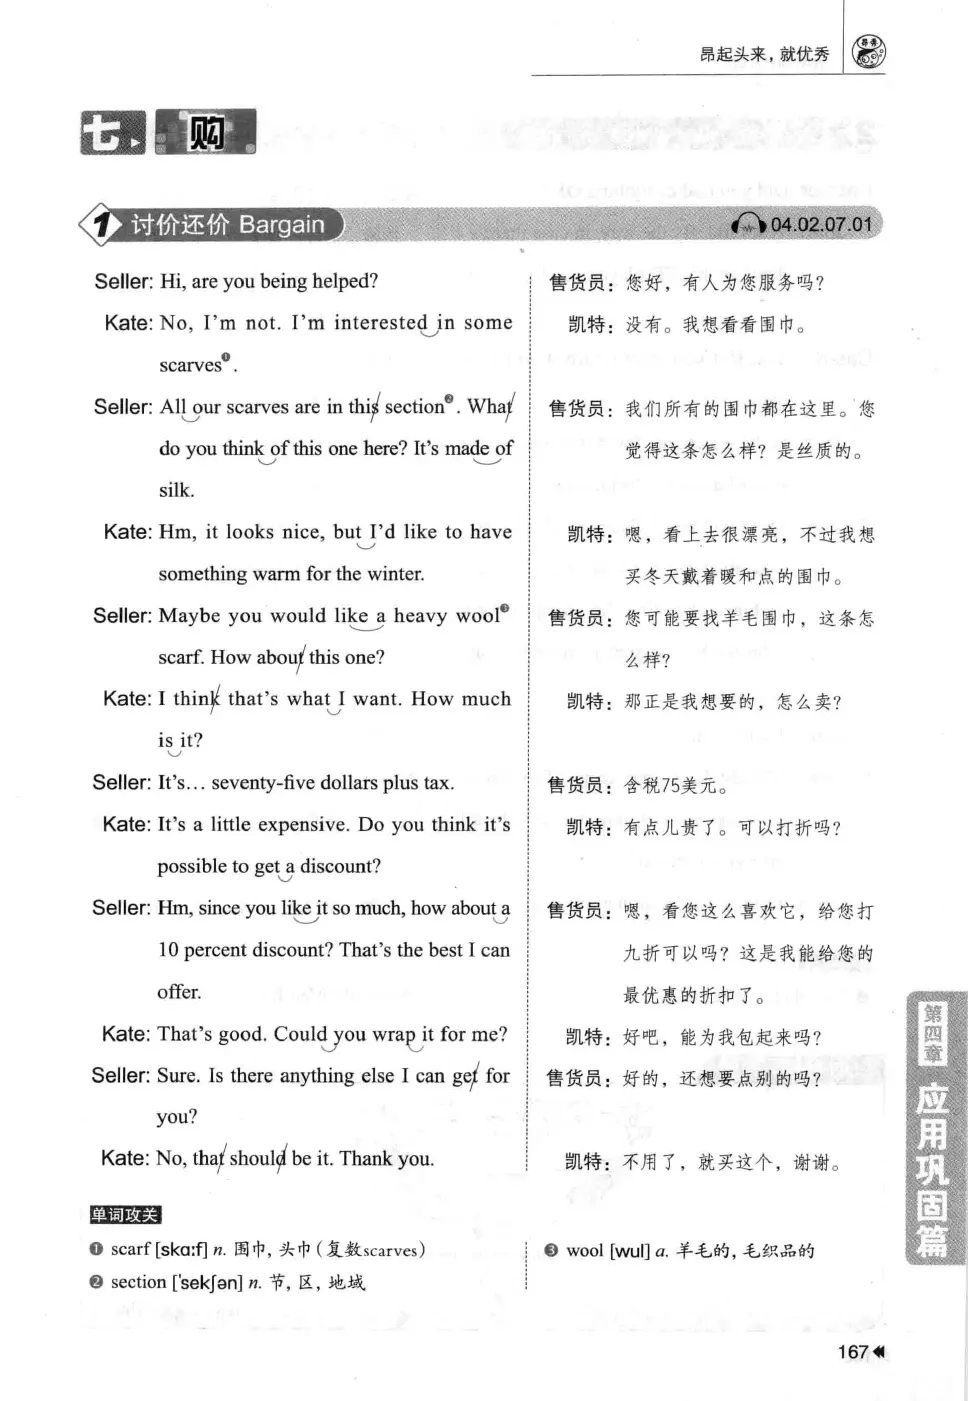 昂起头来，就优秀
七、购
1 讨价还价 Bargain
04.02.07.01
Seller: Hi, are you being helped?
Kate: No, I'm not. I'm interested in some
scarves❶.
Seller: All our scarves are in this section❷. What
do you think of this one here? It's made of
silk.
Kate: Hm, it looks nice, but I'd like to have
something warm for the winter.
Seller: Maybe you would like a heavy wool❸
scarf. How about this one?
Kate: I think that's what I want. How much
is it?
Seller: It's… seventy-five dollars plus tax.
Kate: It's a little expensive. Do you think it's
possible to get a discount?
Seller: Hm, since you like it so much, how about a
10 percent discount? That's the best I can
offer.
Kate: That's good. Could you wrap it for me?
Seller: Sure. Is there anything else I can get for
you?
Kate: No, that should be it. Thank you.
售货员：您好，有人为您服务吗？
凯特：没有。我想看看围巾。
售货员：我们所有的围巾都在这里。您
觉得这条怎么样？是丝质的。
凯特：嗯，看上去很漂亮，不过我想
买冬天戴着暖和点的围巾。
售货员：您可能要找羊毛围巾，这条怎
么样？
凯特：那正是我想要的，怎么卖？
售货员：含税75美元。
凯特：有点儿贵了。可以打折吗？
售货员：嗯，看您这么喜欢它，给您打
九折可以吗？这是我能给您的
最优惠的折扣了。
凯特：好吧，能为我包起来吗？
售货员：好的，还想要点别的吗？
凯特：不用了，就买这个，谢谢。
单词攻关
❶ scarf [skɑːf] n. 围巾，头巾（复数scarves）
❷ section ['sekʃən] n. 节，区，地域
❸ wool [wul] a. 羊毛的，毛织品的
第四章 应用巩固篇
167